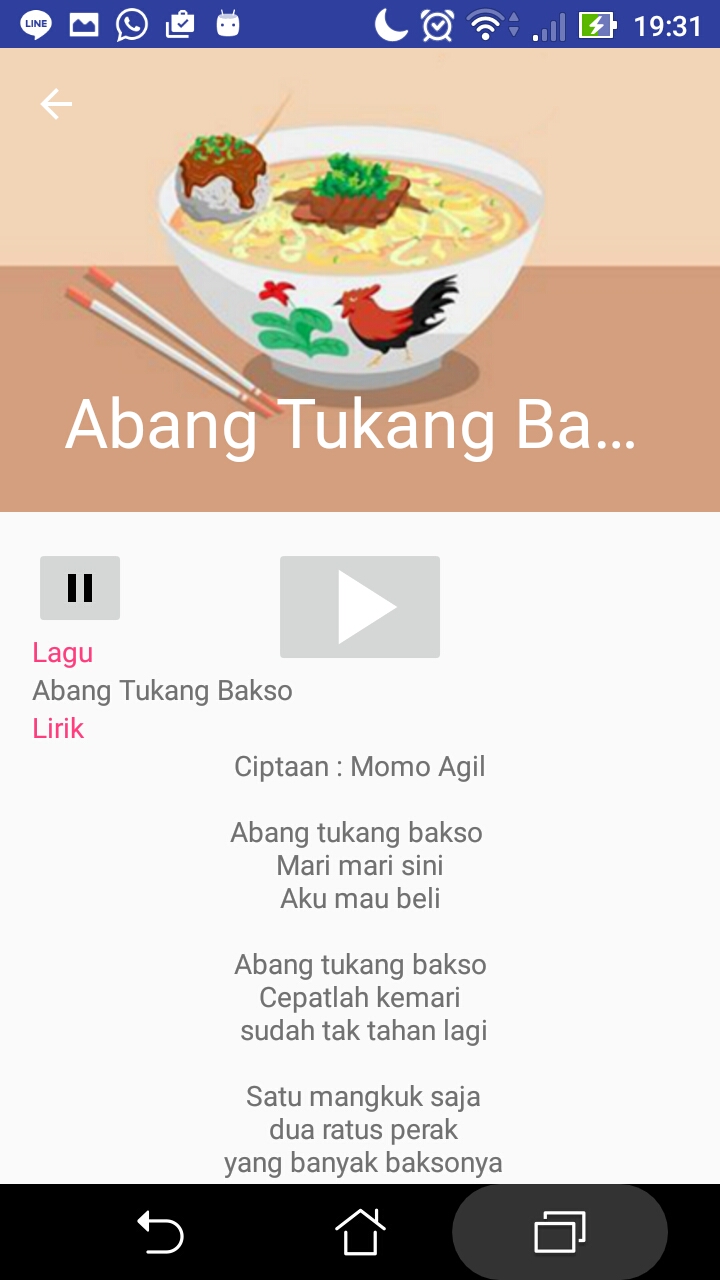 LINE
19:31
Abang Tukang Ba...
Lagu
Abang Tukang Bakso
Lirik
Ciptaan : Momo Agil
Abang tukang bakso
Mari mari sini
Aku mau beli
Abang tukang bakso
Cepatlah kemari
sudah tak tahan lagi
Satu mangkuk saja
dua ratus perak
yang banyak baksonya